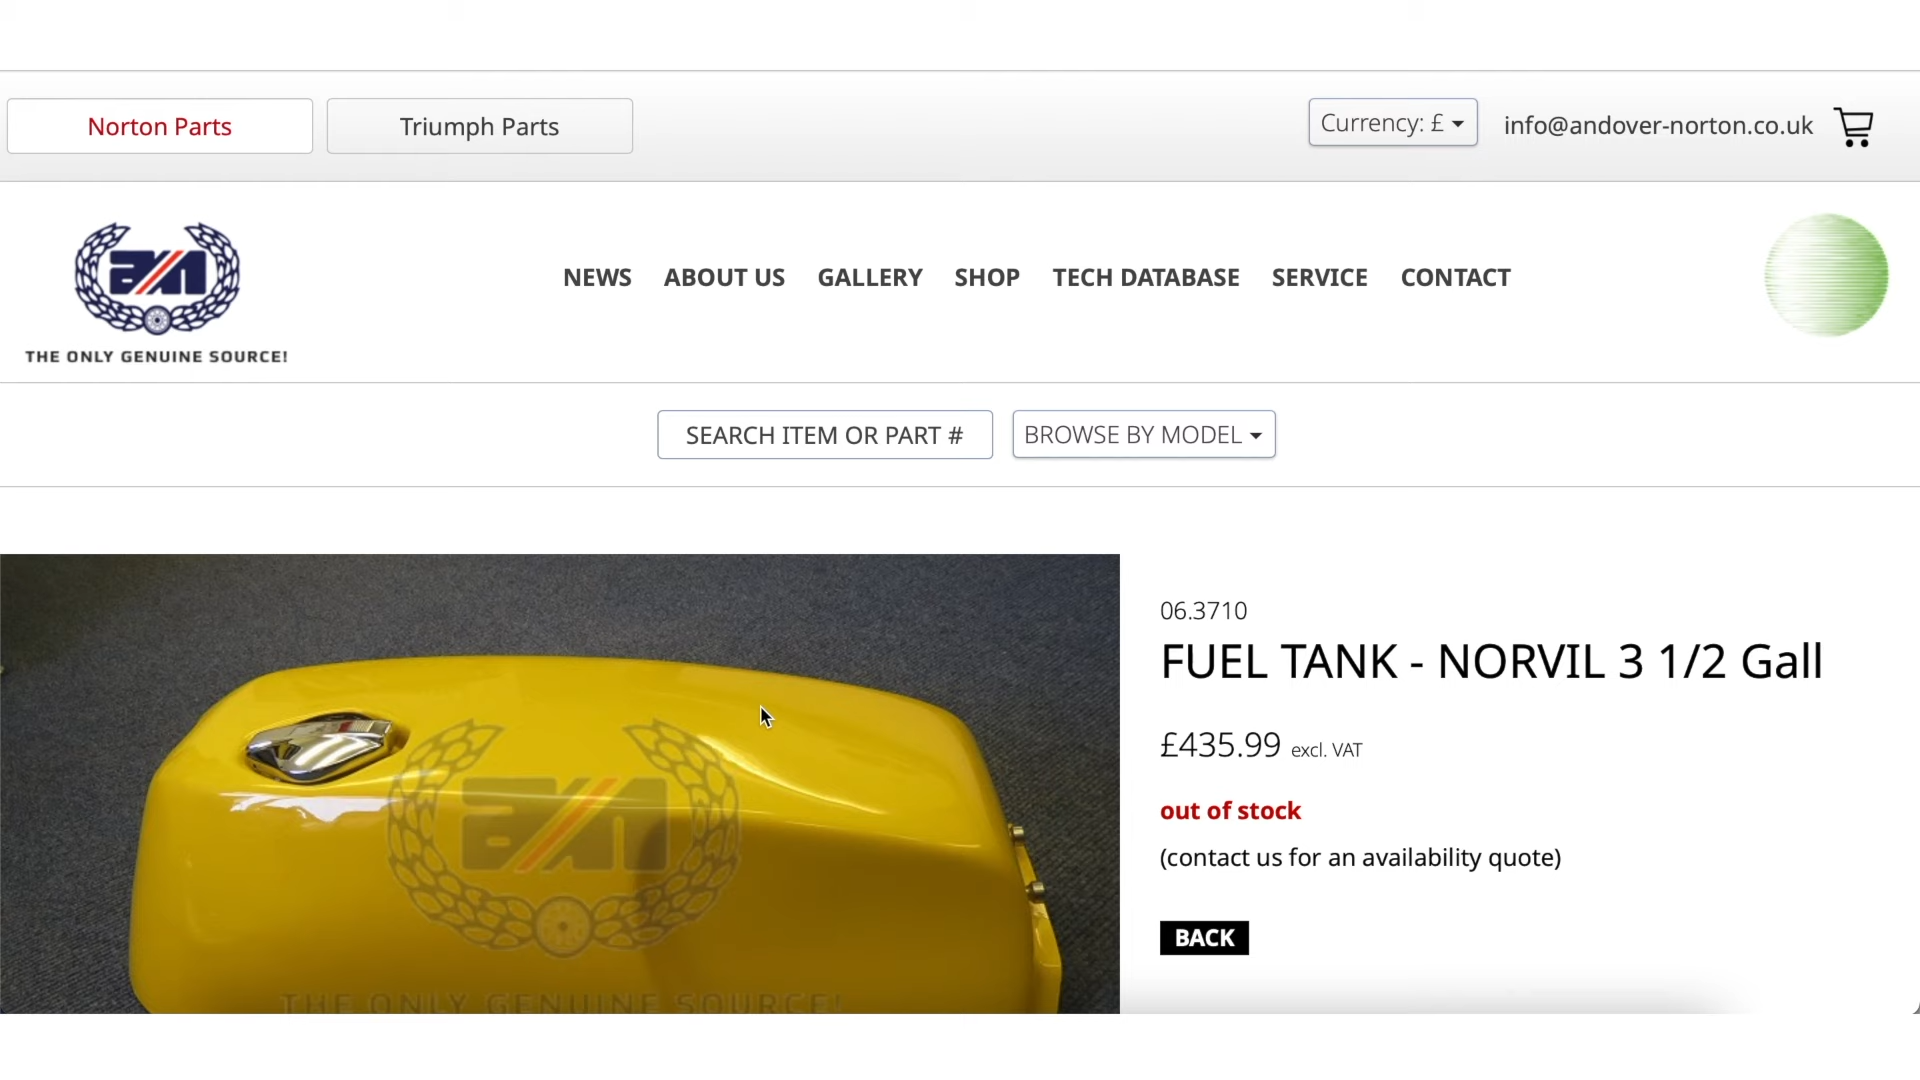 Norton Parts
Triumph Parts
Currency: £
info@andover-norton.co.uk
THE ONLY GENUINE SOURCE!
NEWS ABOUT US GALLERY SHOP TECH DATABASE SERVICE CONTACT
SEARCH ITEM OR PART #
BROWSE BY MODEL
06.3710
FUEL TANK - NORVIL 3 1/2 Gall
£435.99 excl. VAT
out of stock
(contact us for an availability quote)
BACK
THE ONLY GENUINE SOURCE!